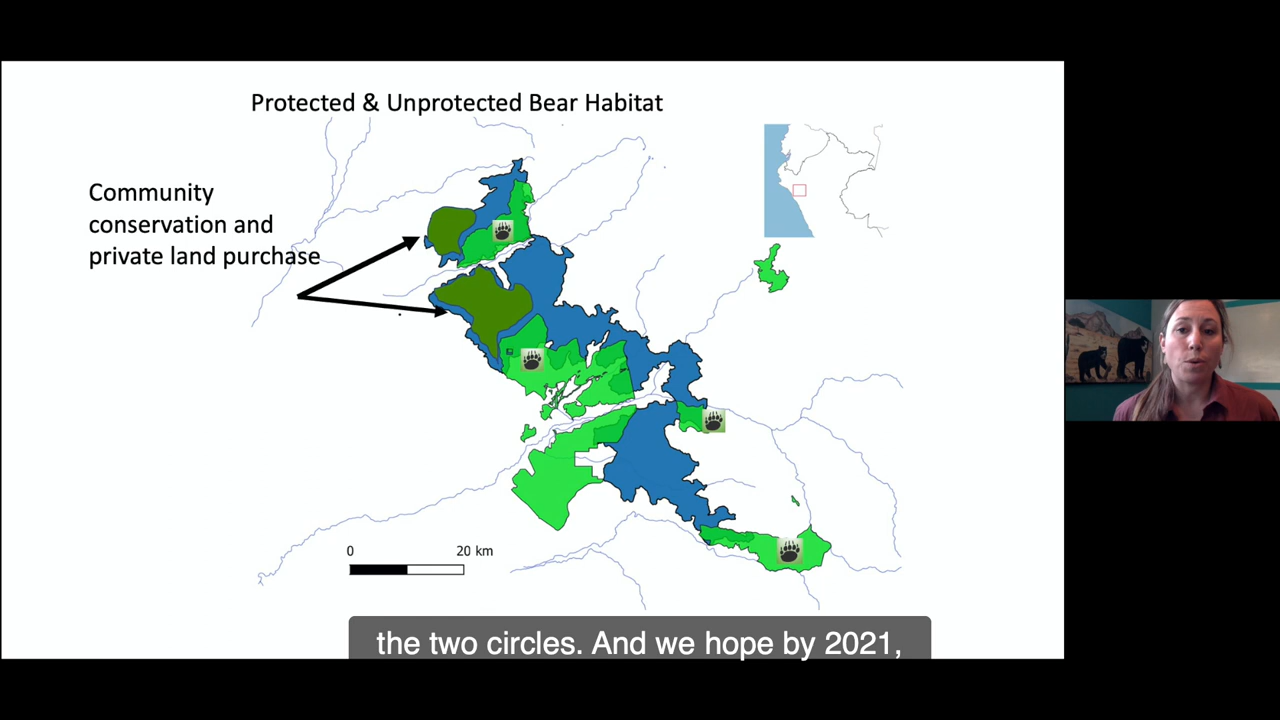 Protected & Unprotected Bear Habitat
Community
conservation and
private land purchase
0 20 km
the two circles. And we hope by 2021,